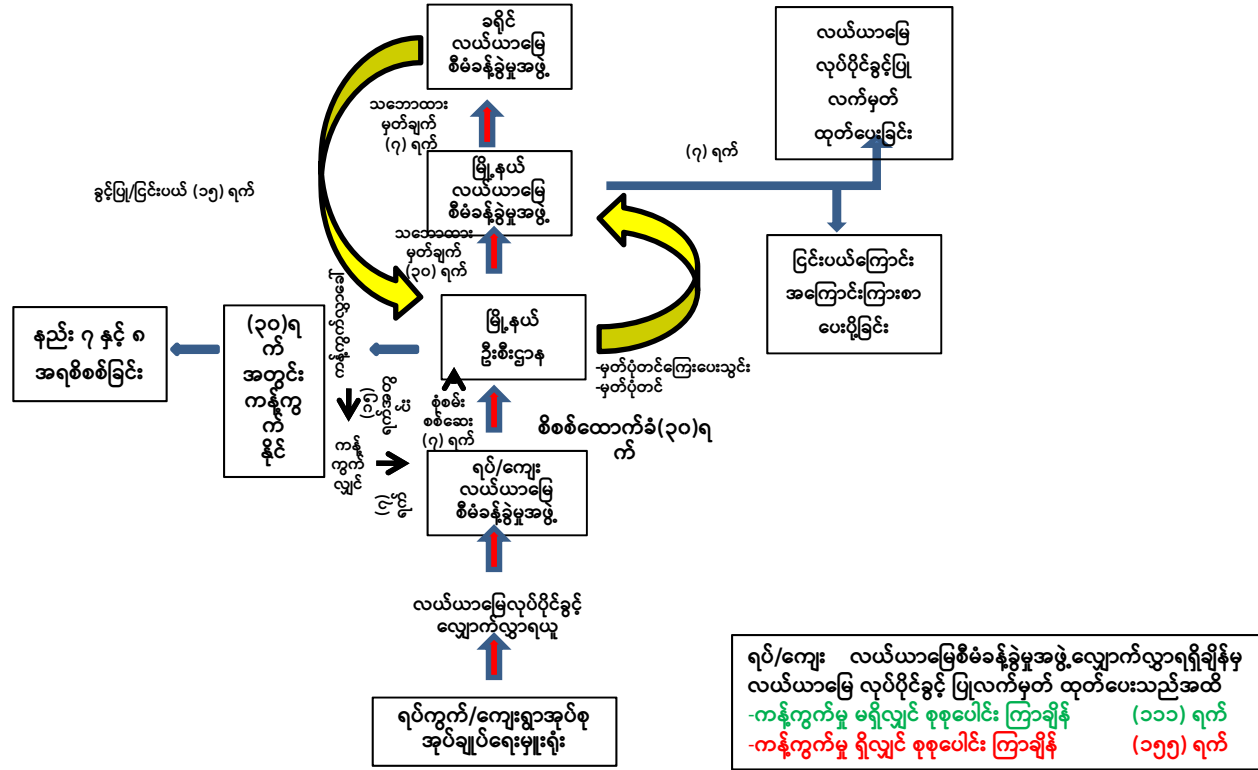 ခရိုင်
လယ်ယာမြေ
စီမံခန့်ခွဲမှုအဖွဲ့
လယ်ယာမြေ
လုပ်ပိုင်ခွင့်ပြု
လက်မှတ်
ထုတ်ပေးခြင်း
သဘောထား
မှတ်ချက်
(၇) ရက်
(၇) ရက်
မြို့နယ်
လယ်ယာမြေ
စီမံခန့်ခွဲမှုအဖွဲ့
ခွင့်ပြု/ငြင်းပယ် (၁၅) ရက်
သဘောထား
မှတ်ချက်
(၃၀) ရက်
ငြင်းပယ်ကြောင်း
အကြောင်းကြားစာ
ပေးပို့ခြင်း
နည်း ၇ နှင့် ၈
အရစိစစ်ခြင်း
(၃၀)ရ
က်
အတွင်း
ကန့်ကွ
က်
နိုင်
မြို့နယ်
ဦးစီးဌာန
-မှတ်ပုံတင်ကြေးပေးသွင်း
-မှတ်ပုံတင်
စုံစမ်း
စစ်ဆေး
(၇) ရက်
စိစစ်ထောက်ခံ(၃၀)ရ
က်
ကန့်
ကွက်
လျှင်
(၇)
ရက်
ရပ်/ကျေး
လယ်ယာမြေ
စီမံခန့်ခွဲမှုအဖွဲ့
လယ်ယာမြေလုပ်ပိုင်ခွင့်
လျှောက်လွှာရယူ
ရပ်ကွက်/ကျေးရွာအုပ်စု
အုပ်ချုပ်ရေးမှူးရုံး
ရပ်/ကျေး လယ်ယာမြေစီမံခန့်ခွဲမှုအဖွဲ့ လျှောက်လွှာရရှိချိန်မှ
လယ်ယာမြေ လုပ်ပိုင်ခွင့် ပြုလက်မှတ် ထုတ်ပေးသည်အထိ
-ကန့်ကွက်မှု မရှိလျှင် စုစုပေါင်း ကြာချိန် (၁၁၁) ရက်
-ကန့်ကွက်မှု ရှိလျှင် စုစုပေါင်း ကြာချိန် (၁၅၅) ရက်